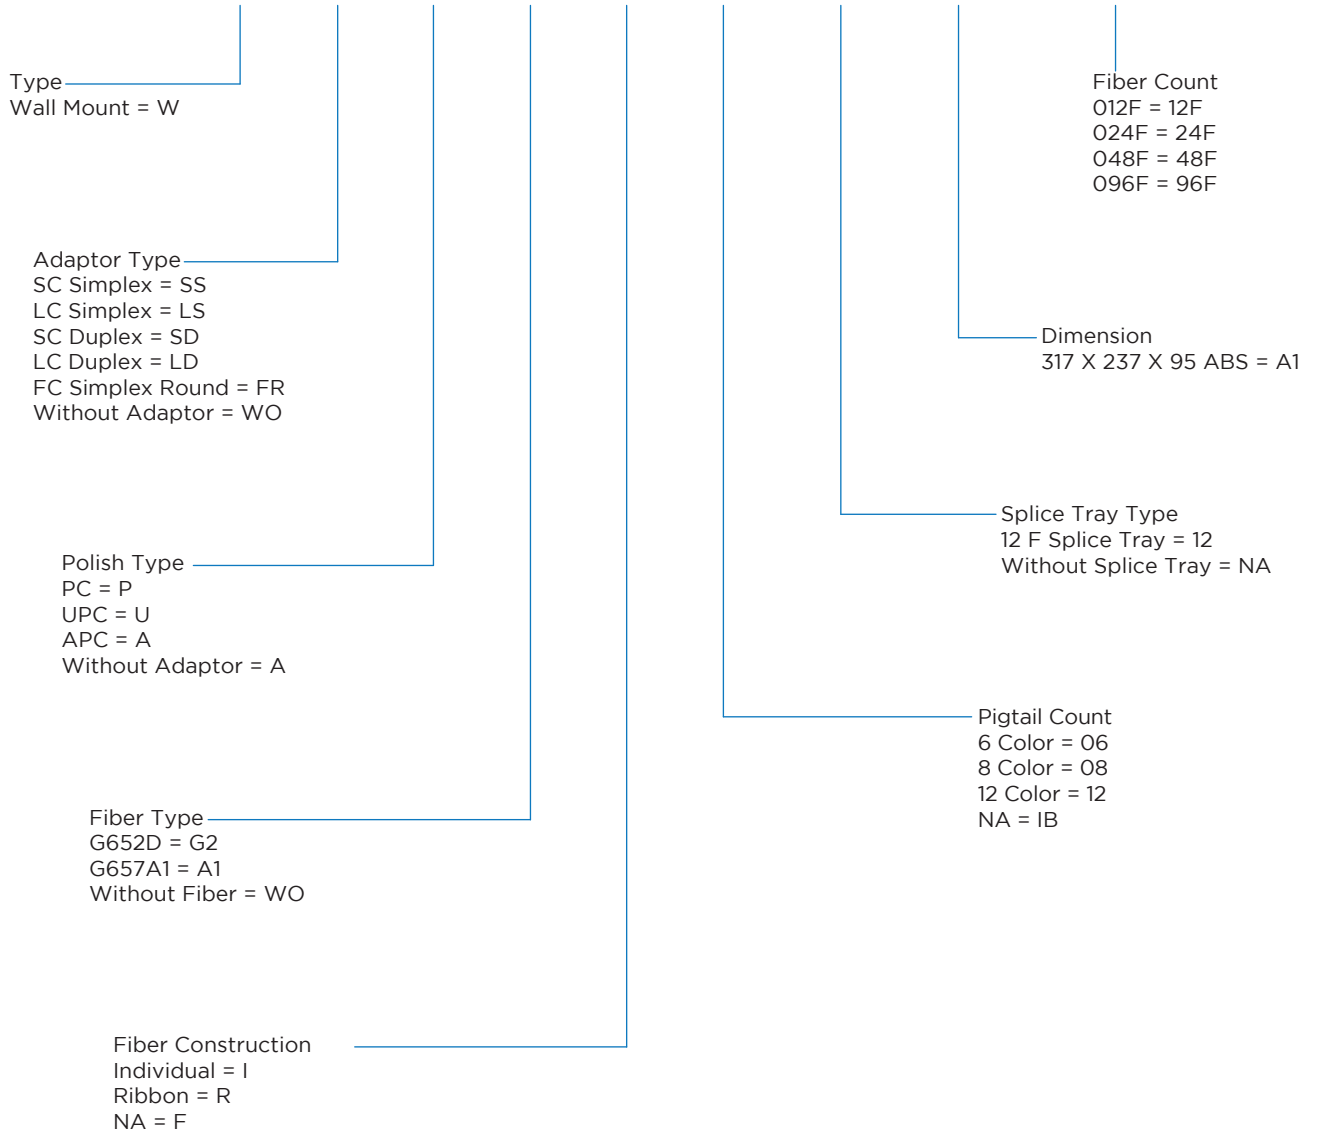 Type
Wall Mount = W
Fiber Count
012F = 12F
024F = 24F
048F = 48F
096F = 96F
Adaptor Type
SC Simplex = SS
LC Simplex = LS
SC Duplex = SD
LC Duplex = LD
FC Simplex Round = FR
Without Adaptor = WO
Dimension
317 X 237 X 95 ABS = A1
Splice Tray Type
12 F Splice Tray = 12
Without Splice Tray = NA
Polish Type
PC = P
UPC = U
APC = A
Without Adaptor = A
Pigtail Count
6 Color = 06
8 Color = 08
12 Color = 12
NA = IB
Fiber Type
G652D = G2
G657A1 = A1
Without Fiber = WO
Fiber Construction
Individual = I
Ribbon = R
NA = F